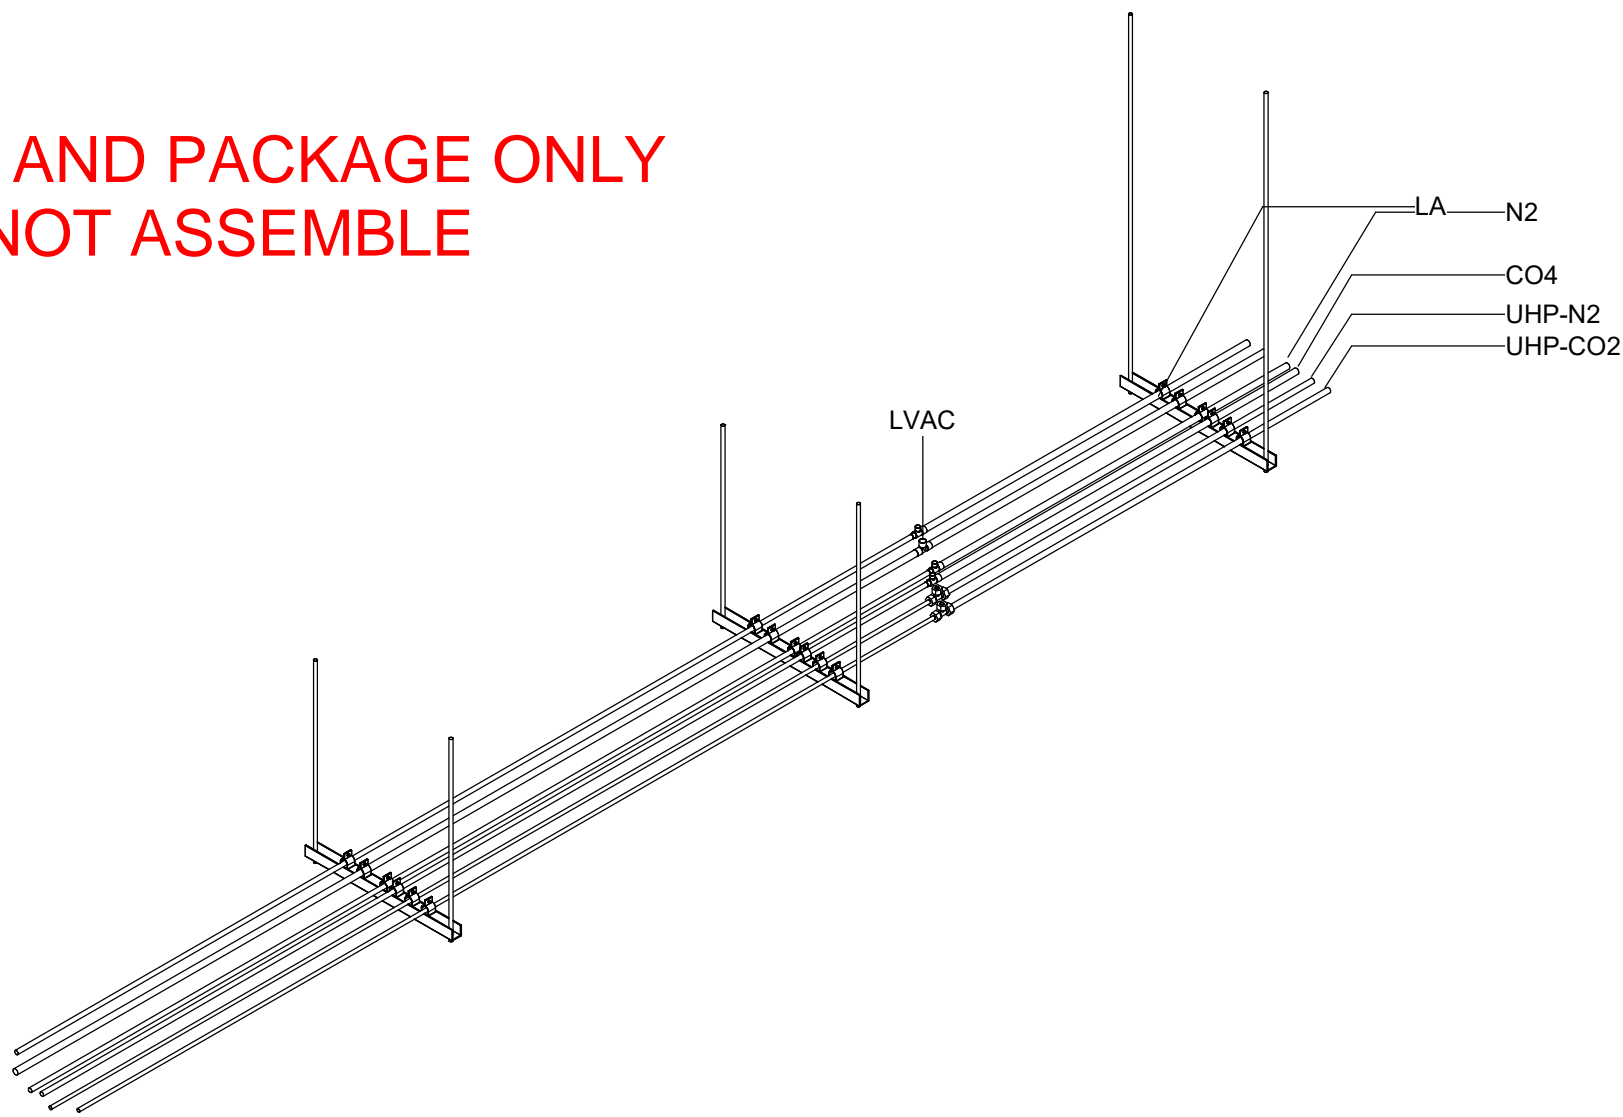 AND PACKAGE ONLY
NOT ASSEMBLE
LA
N2
CO4
UHP-N2
UHP-CO2
LVAC